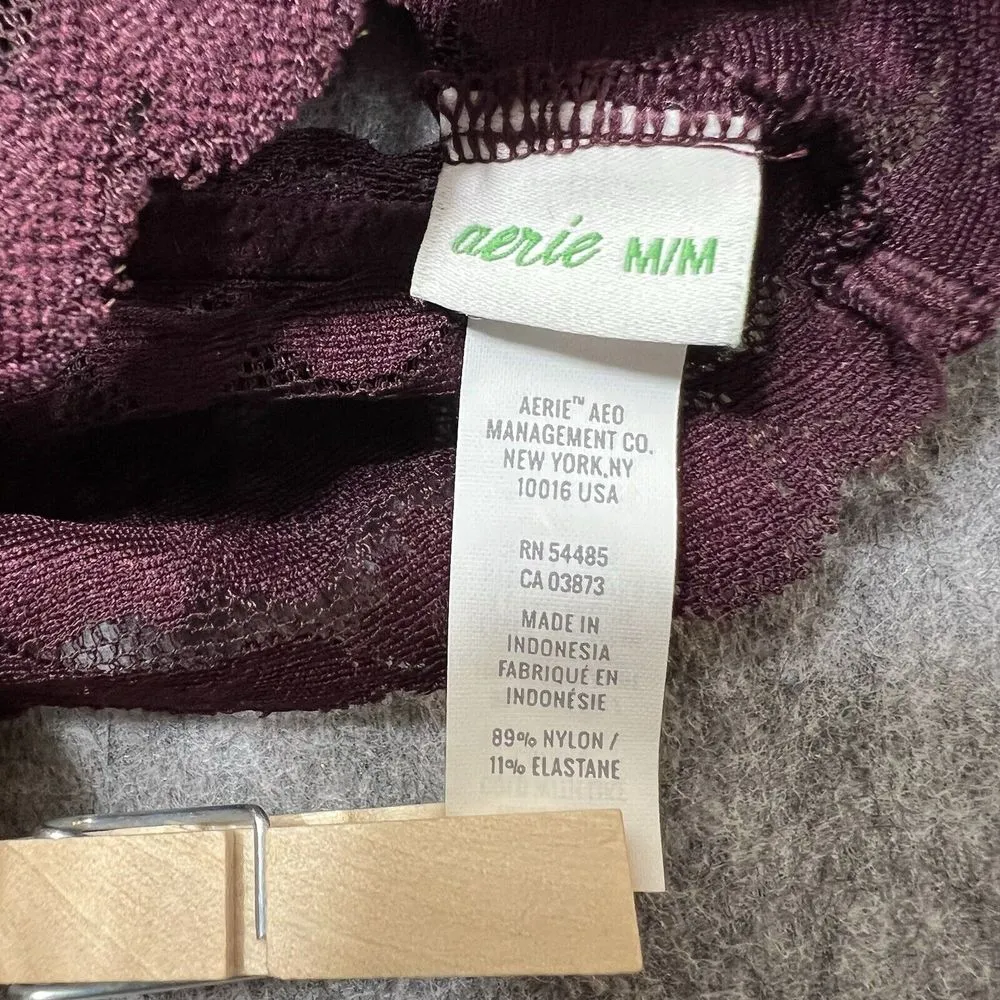 aerie M/M
AERIE™ AEO
MANAGEMENT CO.
NEW YORK,NY
10016 USA
RN 54485
CA 03873
MADE IN
INDONESIA
FABRIQUÉ EN
INDONÉSIE
89% NYLON /
11% ELASTANE